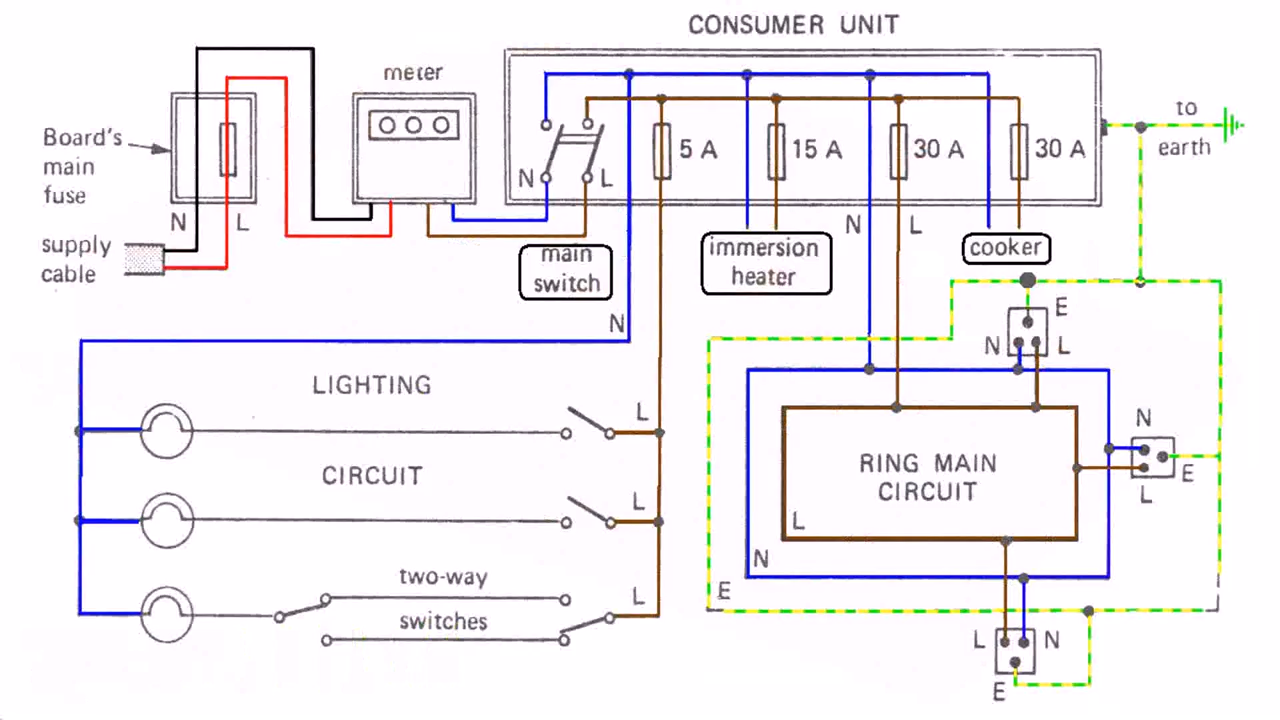 CONSUMER UNIT
meter
Board's
main
fuse
N
L
supply
cable
N
L
5 A
15 A
30 A
30 A
to
earth
main
switch
immersion
heater
N
L
cooker
N
E
N
L
LIGHTING
L
CIRCUIT
L
two-way
switches
L
RING MAIN
CIRCUIT
L
N
E
N
E
L
L
N
E